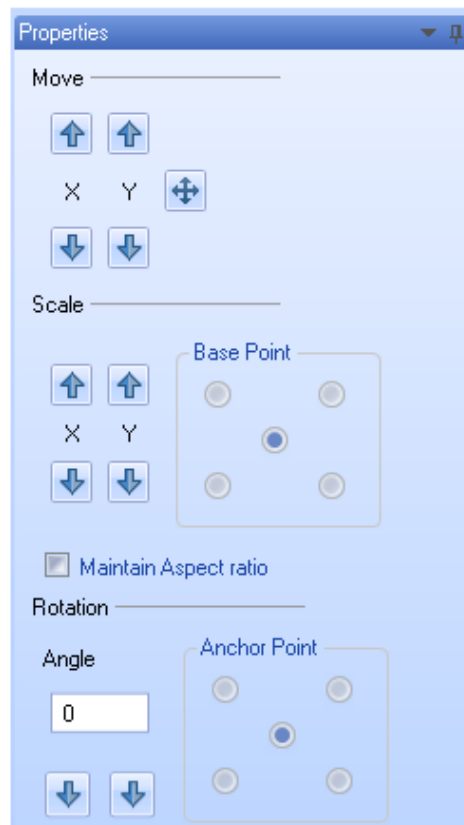 Properties
Move
X Y
Scale
Base Point
X Y
Maintain Aspect ratio
Rotation
Angle
Anchor Point
0